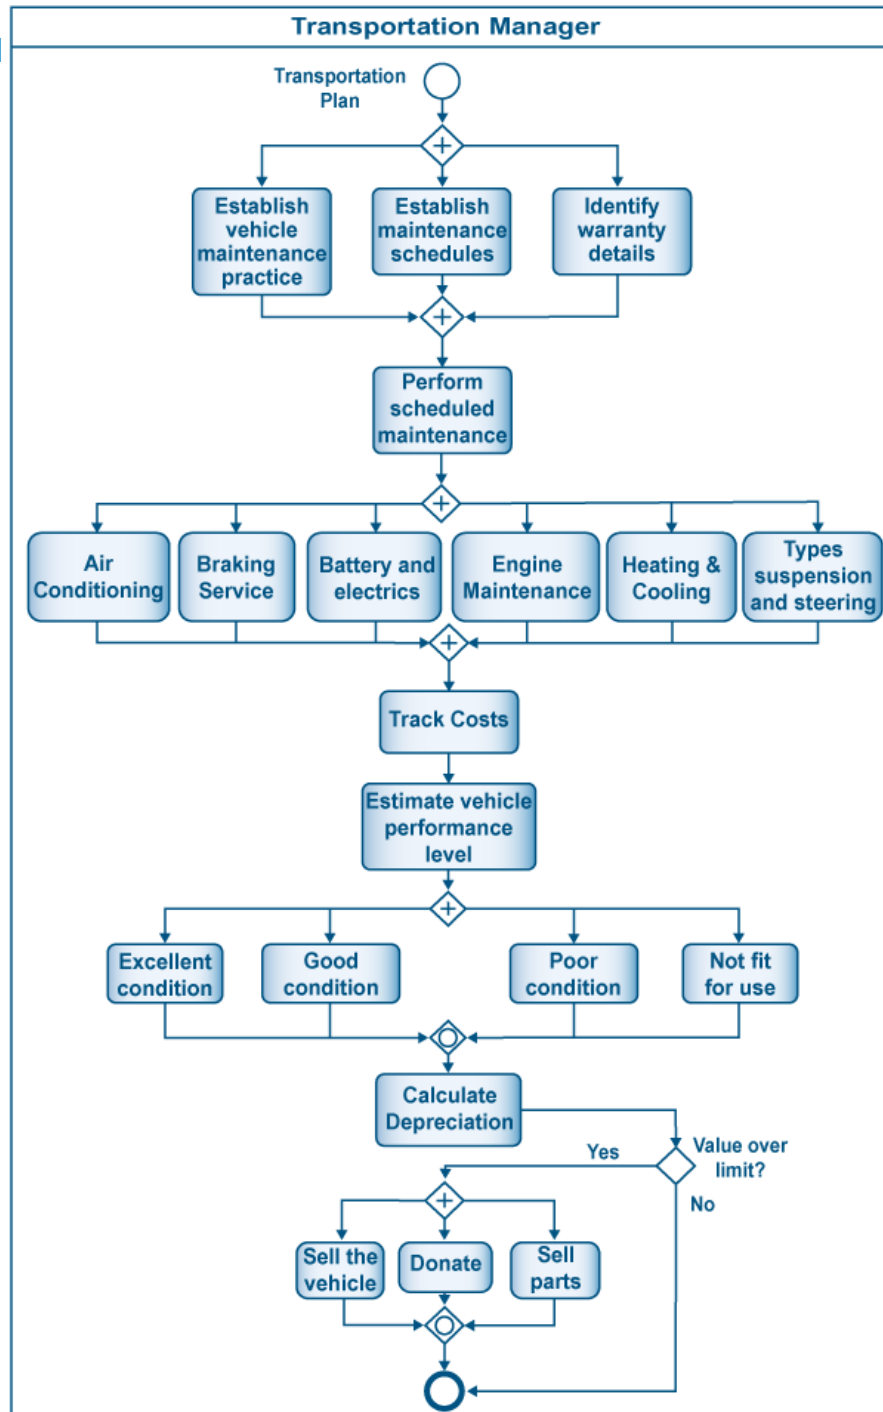 Transportation Manager
Transportation
Plan
Establish
vehicle
maintenance
practice
Establish
maintenance
schedules
Identify
warranty
details
Perform
scheduled
maintenance
Air
Conditioning
Braking
Service
Battery and
electrics
Engine
Maintenance
Heating &
Cooling
Types
suspension
and steering
Track Costs
Estimate vehicle
performance
level
Excellent
condition
Good
condition
Poor
condition
Not fit
for use
Calculate
Depreciation
Value over
limit?
Yes
No
Sell the
vehicle
Donate
Sell
parts